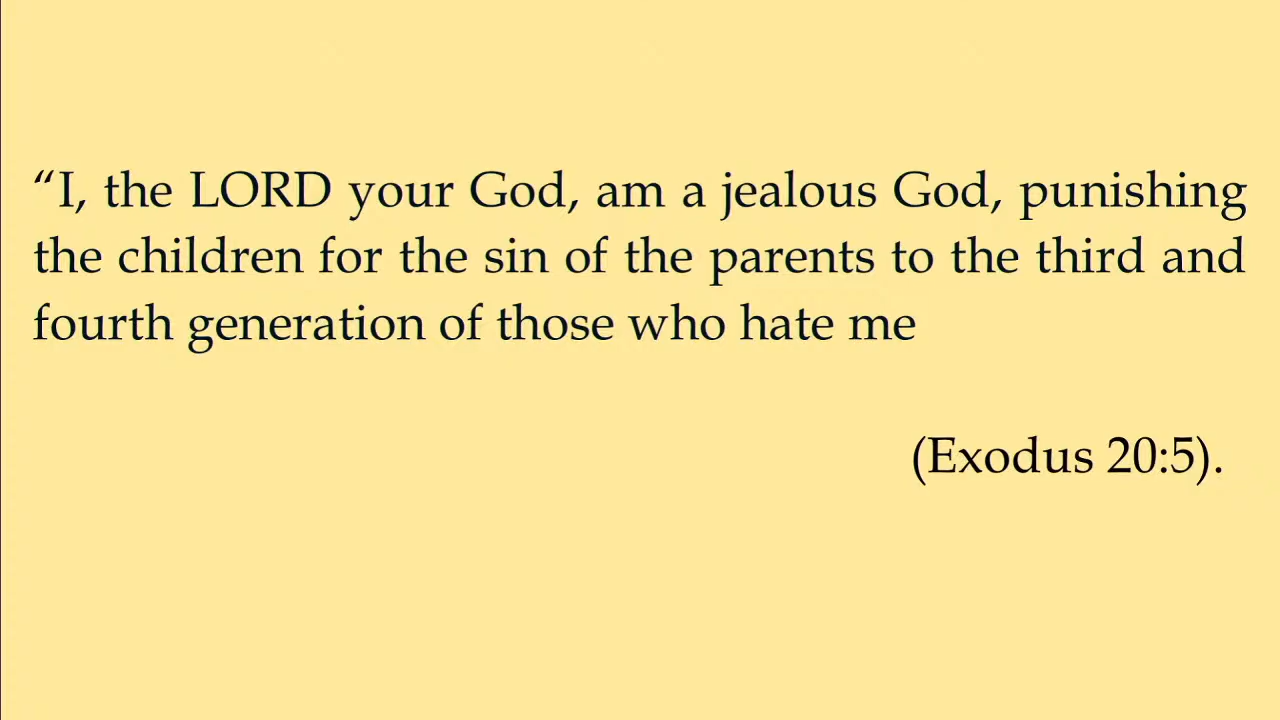 “I, the LORD your God, am a jealous God, punishing
the children for the sin of the parents to the third and
fourth generation of those who hate me
(Exodus 20:5).